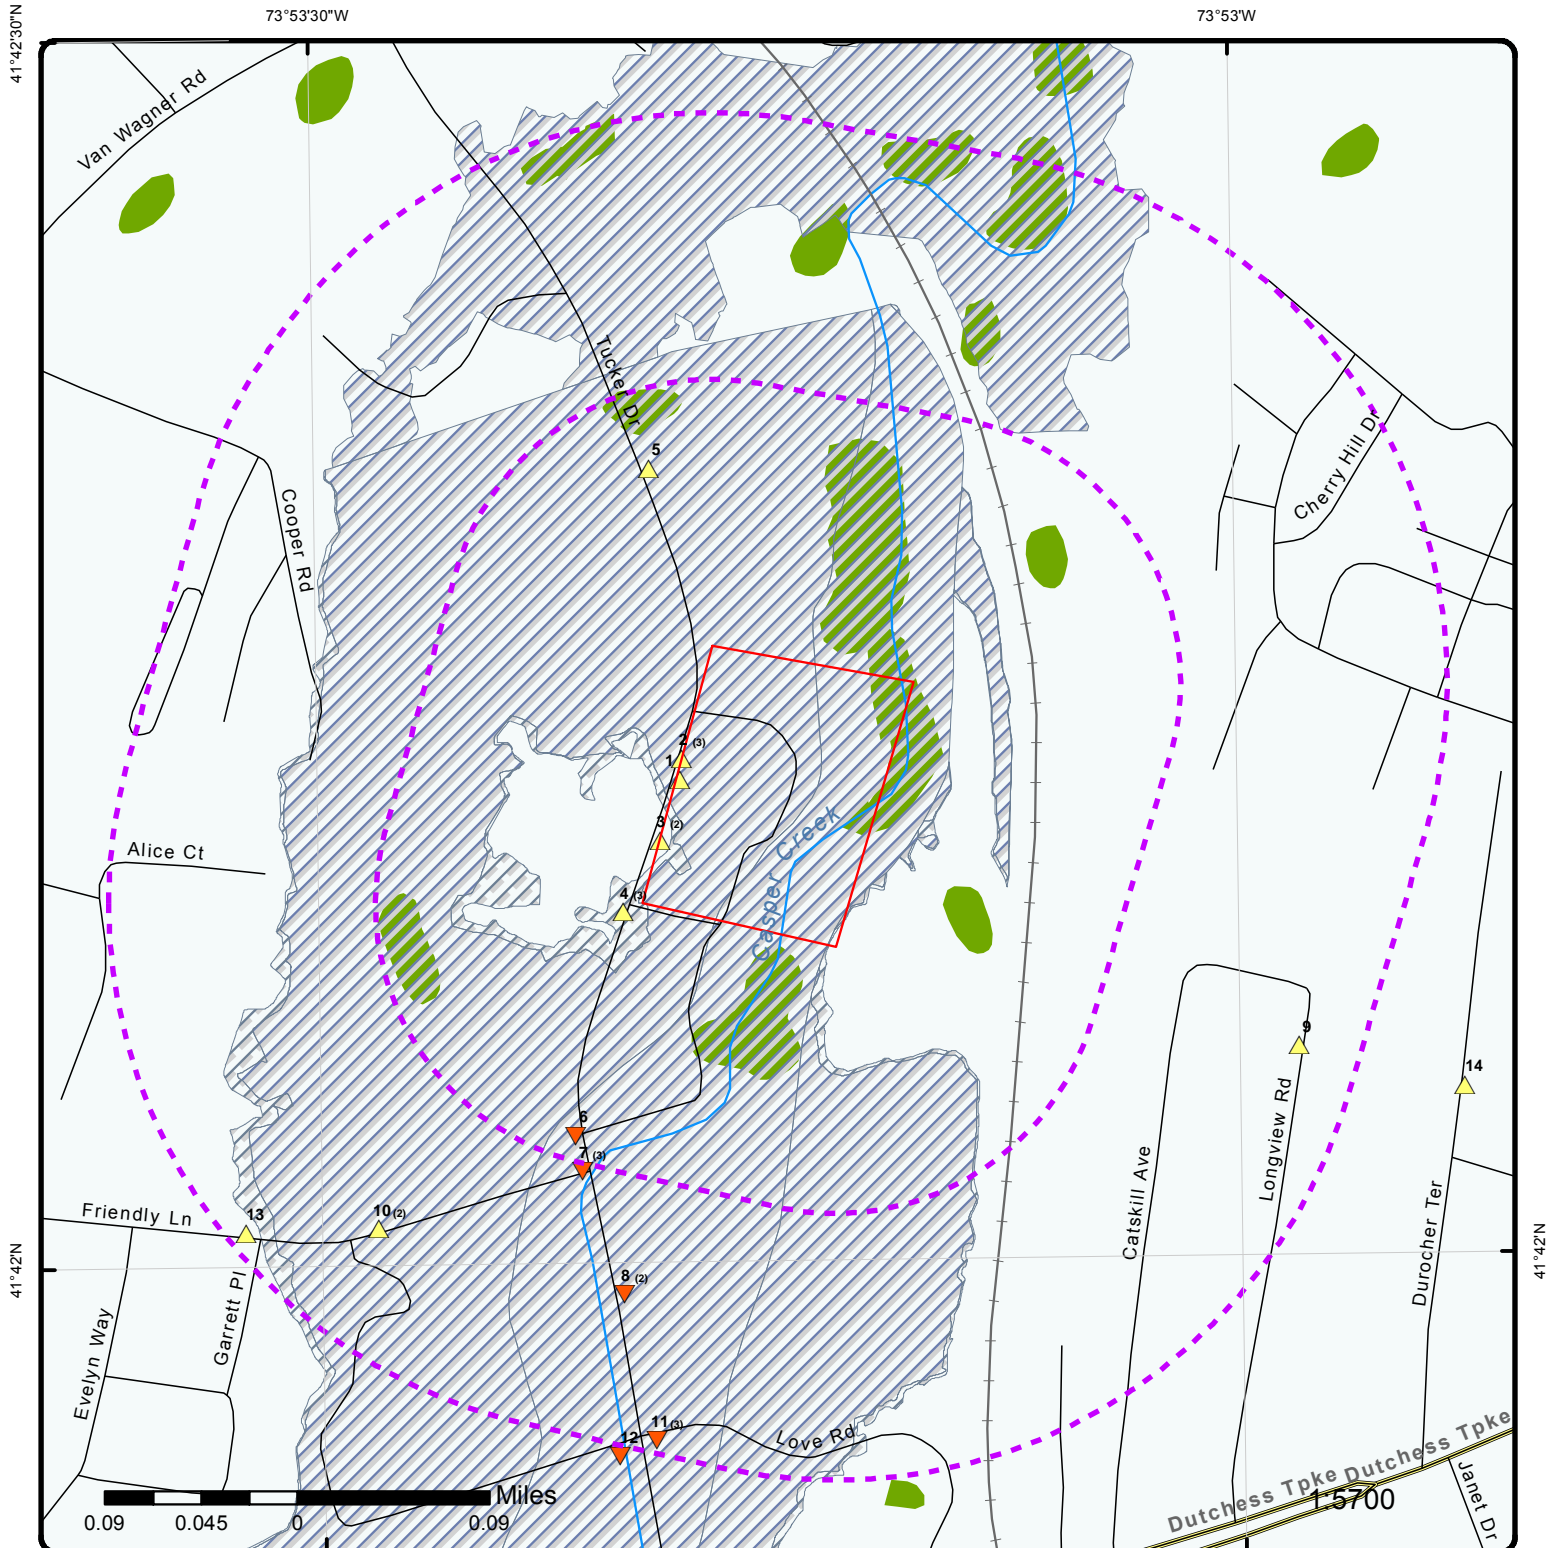 73°53'30"W
73°53'W
41°42'30"N
Van Wagner Rd
Tucker Dr
5
Cherry Hill Dr
Cooper Rd
2 (3)
1
3 (2)
Casper Creek
Alice Ct
4 (3)
9
14
6
7 (3)
Longview Rd
Catskill Ave
Durocher Ter
Friendly Ln
13
10 (2)
41°42'N
41°42'N
8 (2)
Garrett Pl
Evelyn Way
11 (3)
12
Love Rd
Dutchess Tpke
Dutchess Tpke
Janet Dr
Miles
1:5700
0.09
0.045
0
0.09